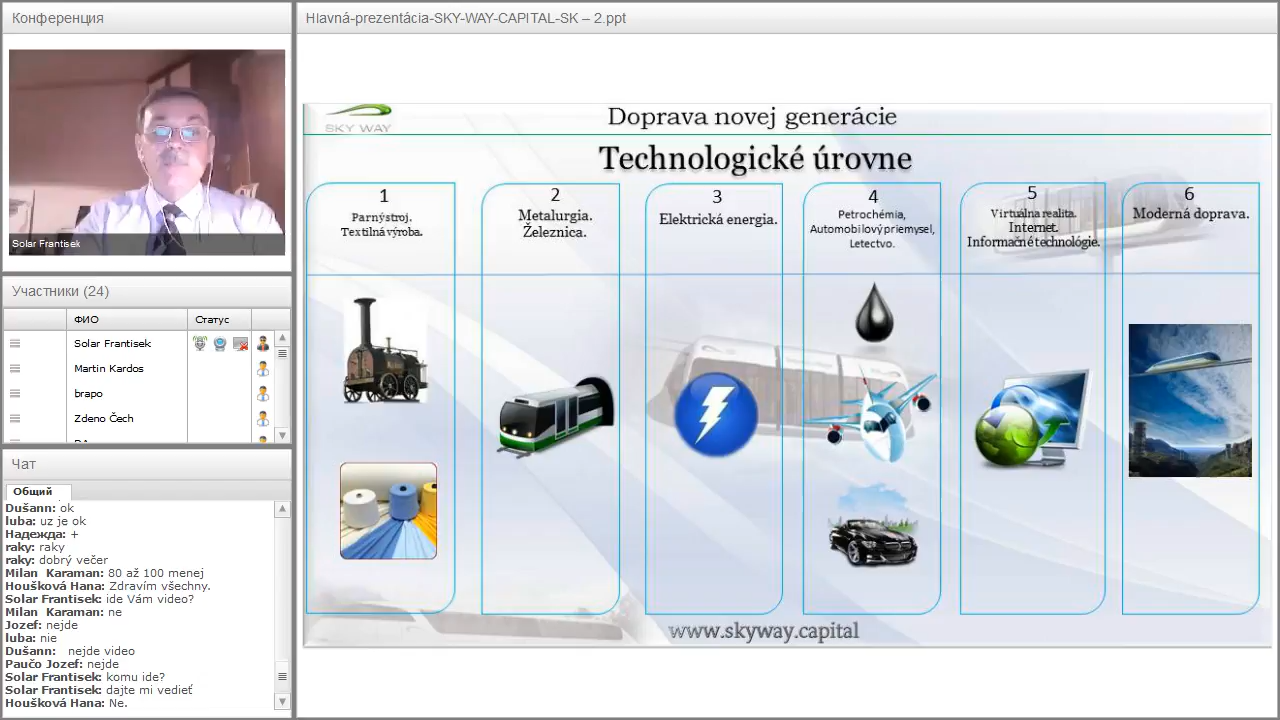 Конференция
Solar Frantisek
Участники (24)
ФИО
Статус
Solar Frantisek
Martin Kardos
brapo
Zdeno Čech
Чат
Общий
Dušann: ok
luba: uz je ok
Надежда: +
raky: raky
raky: dobrý večer
Milan Karaman: 80 až 100 menej
Houšková Hana: Zdravím všechny.
Solar Frantisek: ide Vám video?
Milan Karaman: ne
Jozef: nejde
luba: nie
Dušann: nejde video
Paučo Jozef: nejde
Solar Frantisek: komu ide?
Solar Frantisek: dajte mi vedieť
Houšková Hana: Ne.
Hlavná-prezentácia-SKY-WAY-CAPITAL-SK – 2.ppt
SKY WAY
Doprava novej generácie
Technologické úrovne
1
Parný stroj.
Textilná výroba.
2
Metalurgia.
Železnica.
3
Elektrická energia.
4
Petrochémia,
Automobilový priemysel,
Letectvo.
5
Virtuálna realita.
Internet.
Informačné technológie.
6
Moderná doprava.
www.skyway.capital